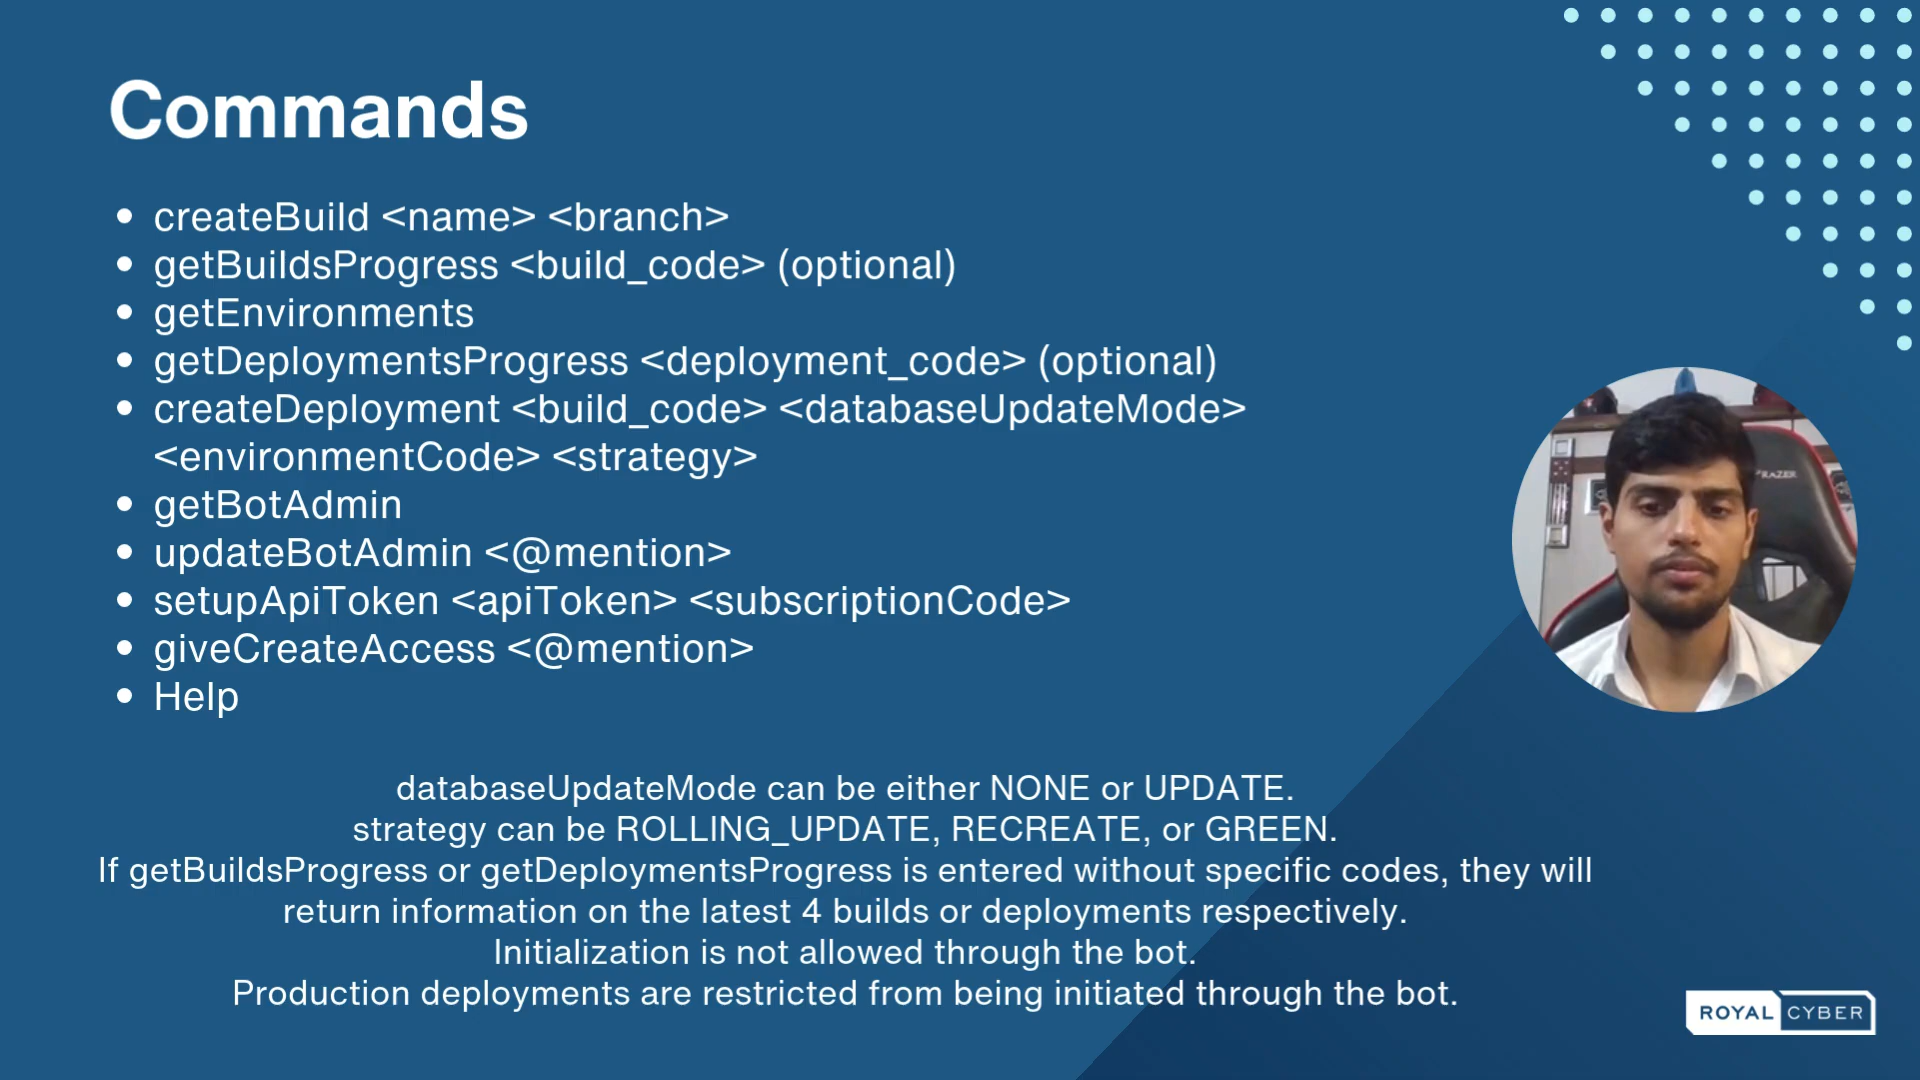 Commands
createBuild <name> <branch>
getBuildsProgress <build_code> (optional)
getEnvironments
getDeploymentsProgress <deployment_code> (optional)
createDeployment <build_code> <databaseUpdateMode>
<environmentCode> <strategy>
getBotAdmin
updateBotAdmin <@mention>
setupApiToken <apiToken> <subscriptionCode>
giveCreateAccess <@mention>
Help
RAZER
databaseUpdateMode can be either NONE or UPDATE.
strategy can be ROLLING_UPDATE, RECREATE, or GREEN.
If getBuildsProgress or getDeploymentsProgress is entered without specific codes, they will
return information on the latest 4 builds or deployments respectively.
Initialization is not allowed through the bot.
Production deployments are restricted from being initiated through the bot.
ROYAL CYBER